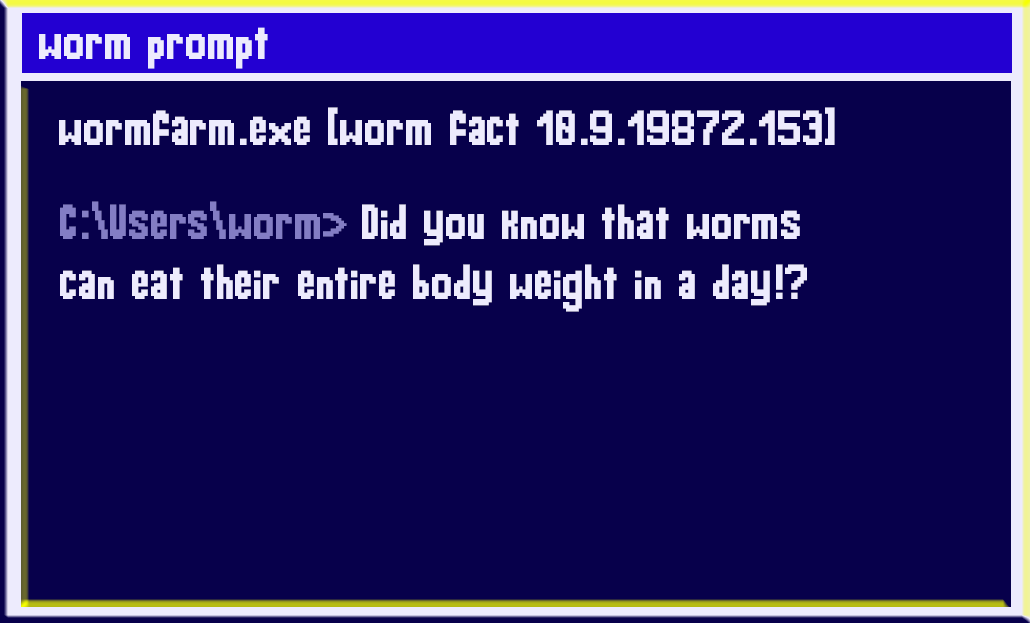 worm prompt
wormfarm.exe [worm fact 10.9.19872.153]
C:\Users\worm> Did you know that worms
can eat their entire body weight in a day!?